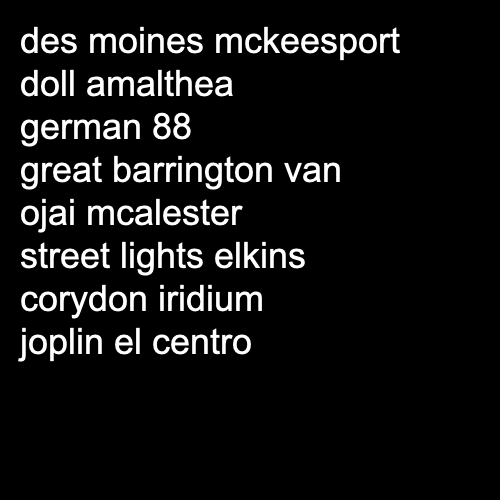 des moines mckeesport
doll amalthea
german 88
great barrington van
ojai mcalester
street lights elkins
corydon iridium
joplin el centro